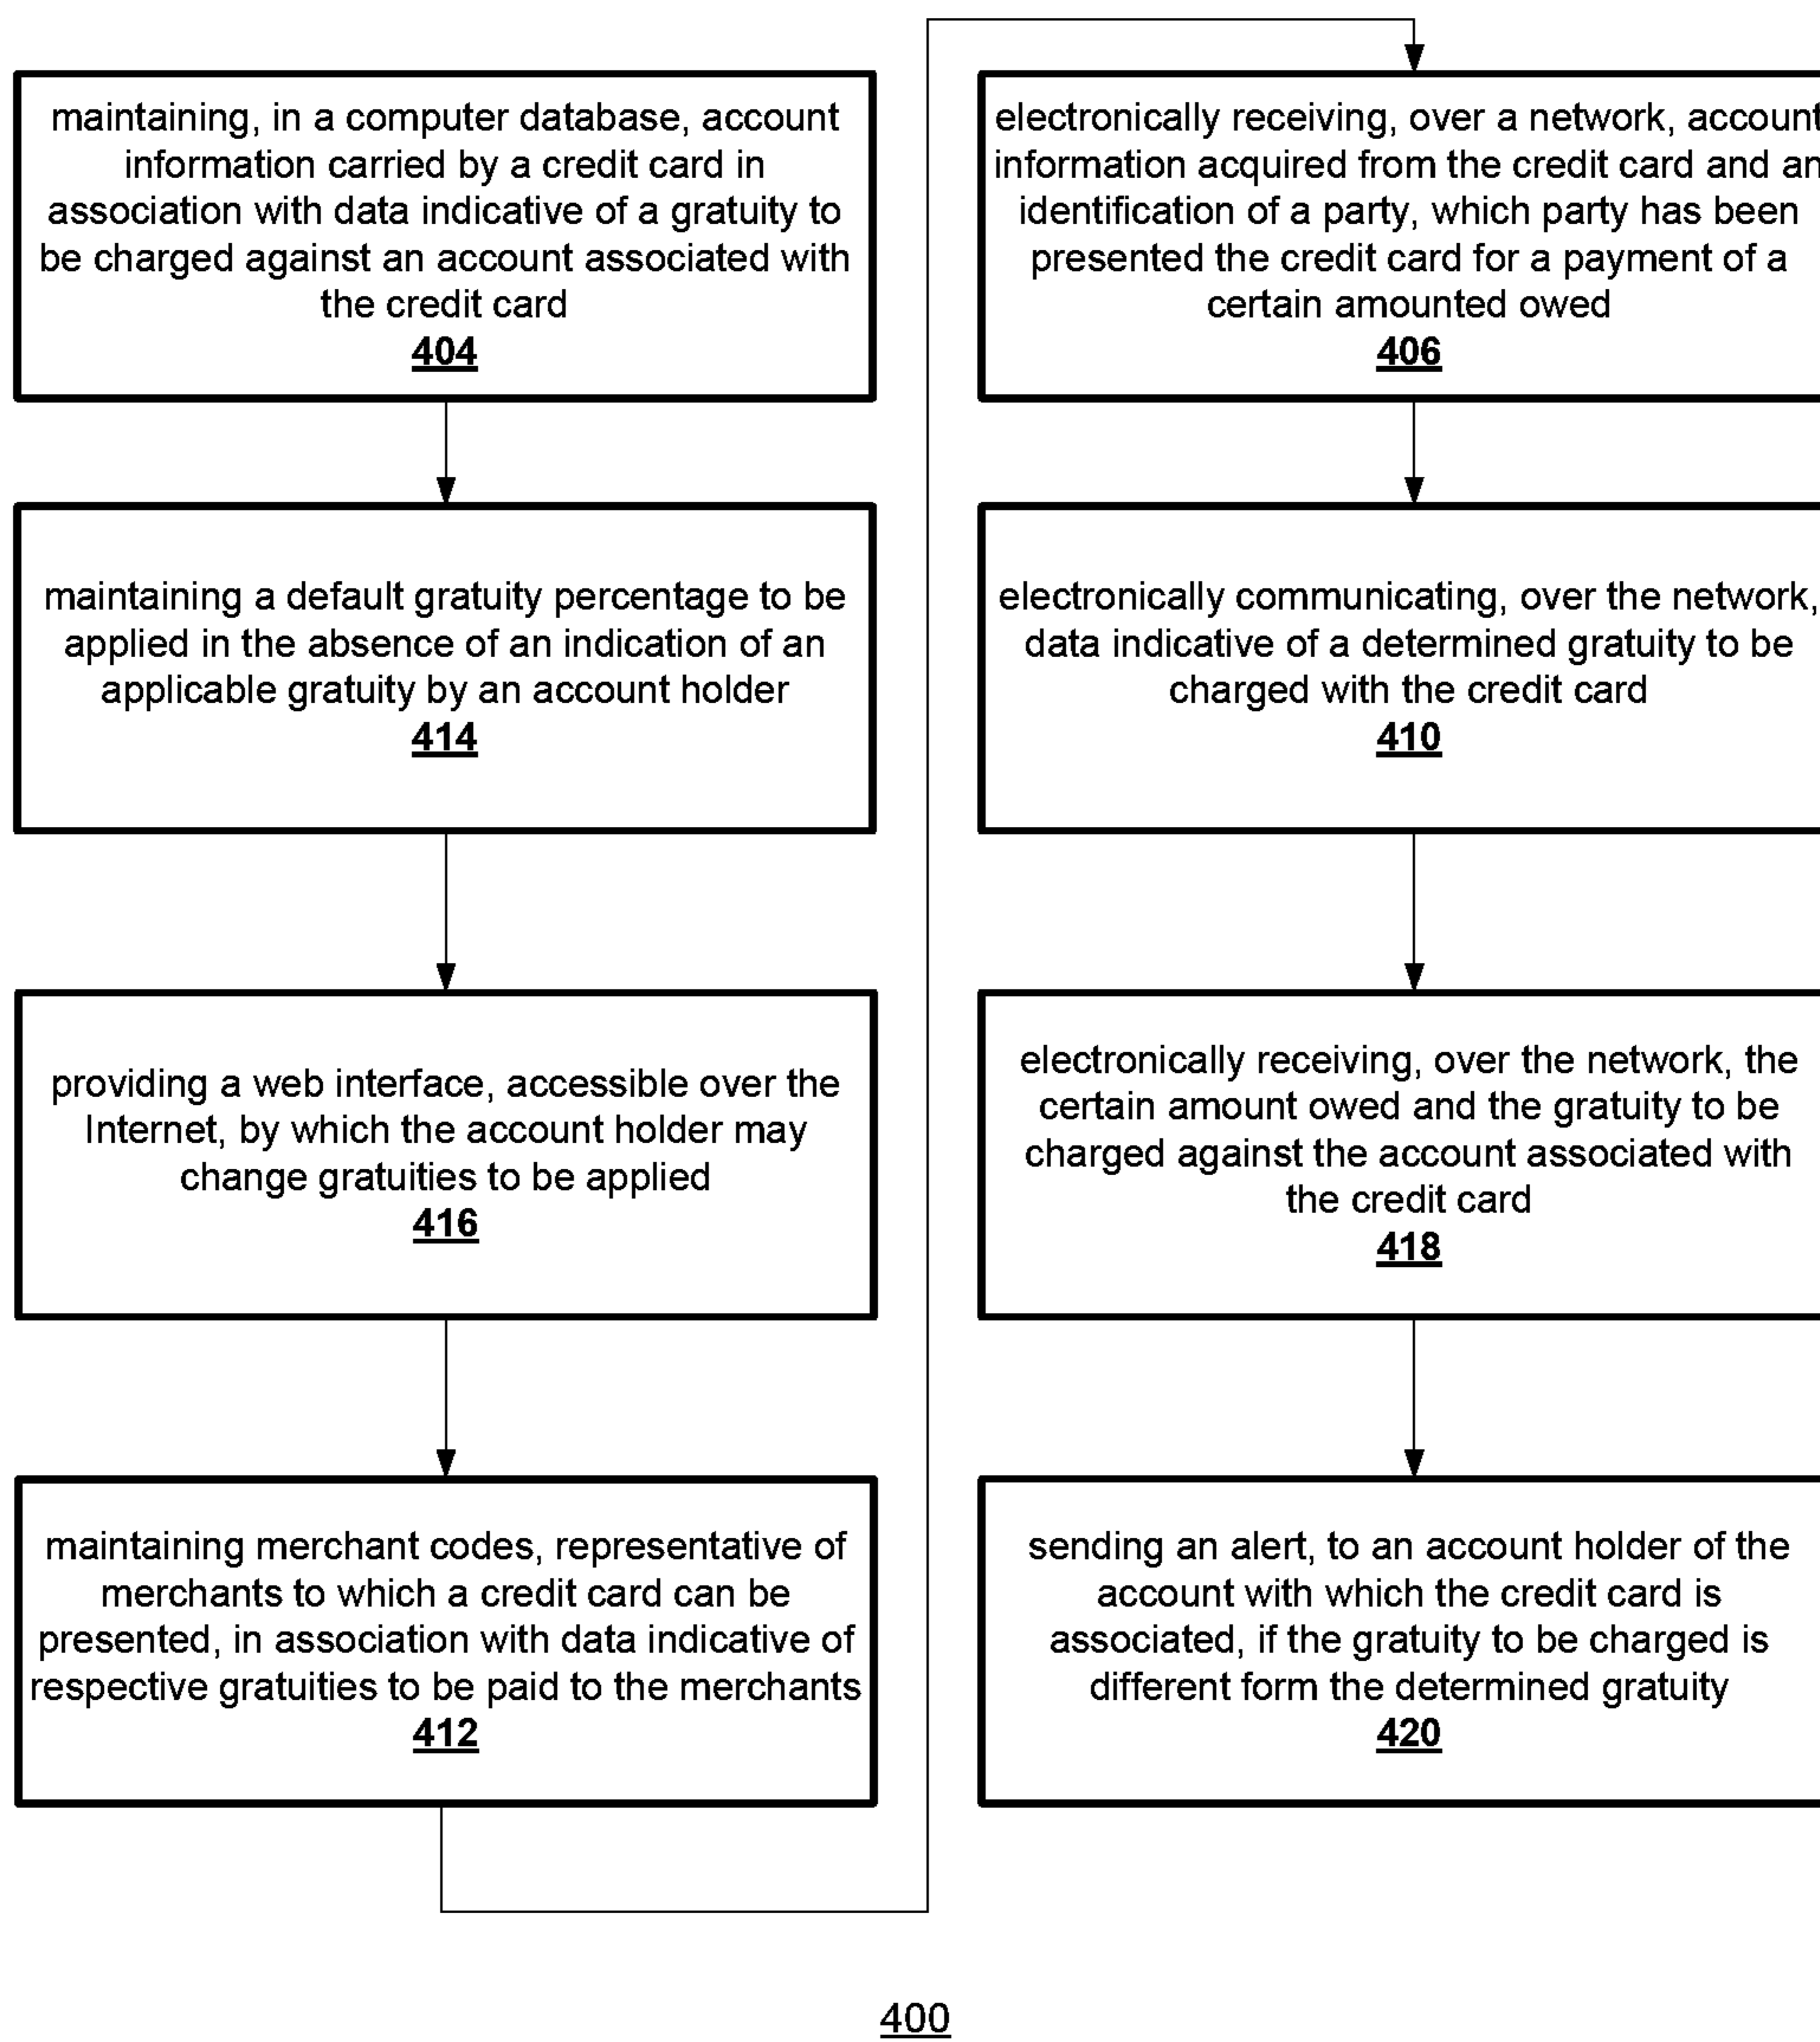 maintaining, in a computer database, account
information carried by a credit card in
association with data indicative of a gratuity to
be charged against an account associated with
the credit card
404
maintaining a default gratuity percentage to be
applied in the absence of an indication of an
applicable gratuity by an account holder
414
providing a web interface, accessible over the
Internet, by which the account holder may
change gratuities to be applied
416
maintaining merchant codes, representative of
merchants to which a credit card can be
presented, in association with data indicative of
respective gratuities to be paid to the merchants
412
electronically receiving, over a network, account
information acquired from the credit card and an
identification of a party, which party has been
presented the credit card for a payment of a
certain amounted owed
406
electronically communicating, over the network,
data indicative of a determined gratuity to be
charged with the credit card
410
electronically receiving, over the network, the
certain amount owed and the gratuity to be
charged against the account associated with
the credit card
418
sending an alert, to an account holder of the
account with which the credit card is
associated, if the gratuity to be charged is
different form the determined gratuity
420
400